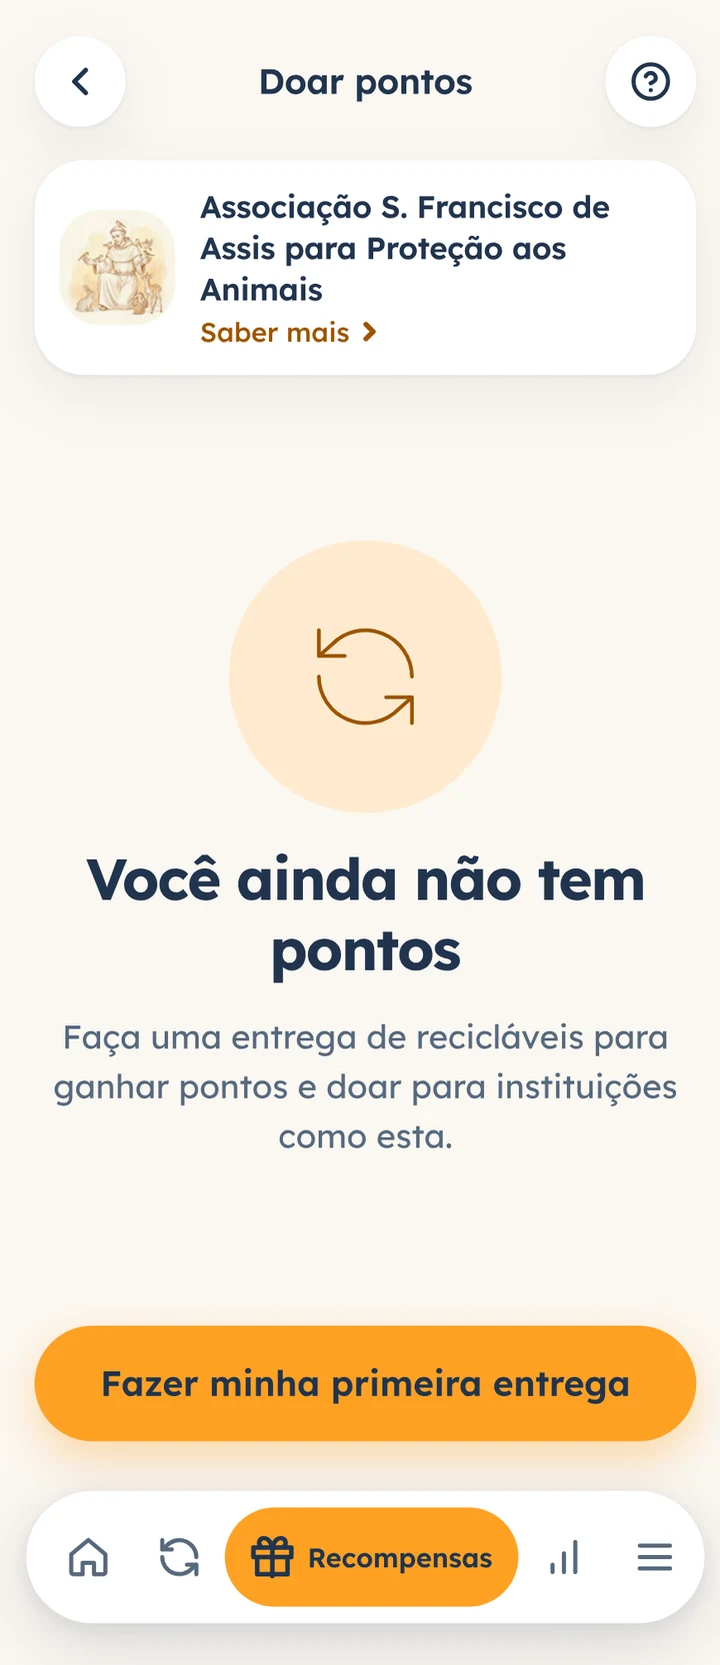 Doar pontos
Associação S. Francisco de
Assis para Proteção aos
Animais
Saber mais
Você ainda não tem
pontos
Faça uma entrega de recicláveis para
ganhar pontos e doar para instituições
como esta.
Fazer minha primeira entrega
Recompensas